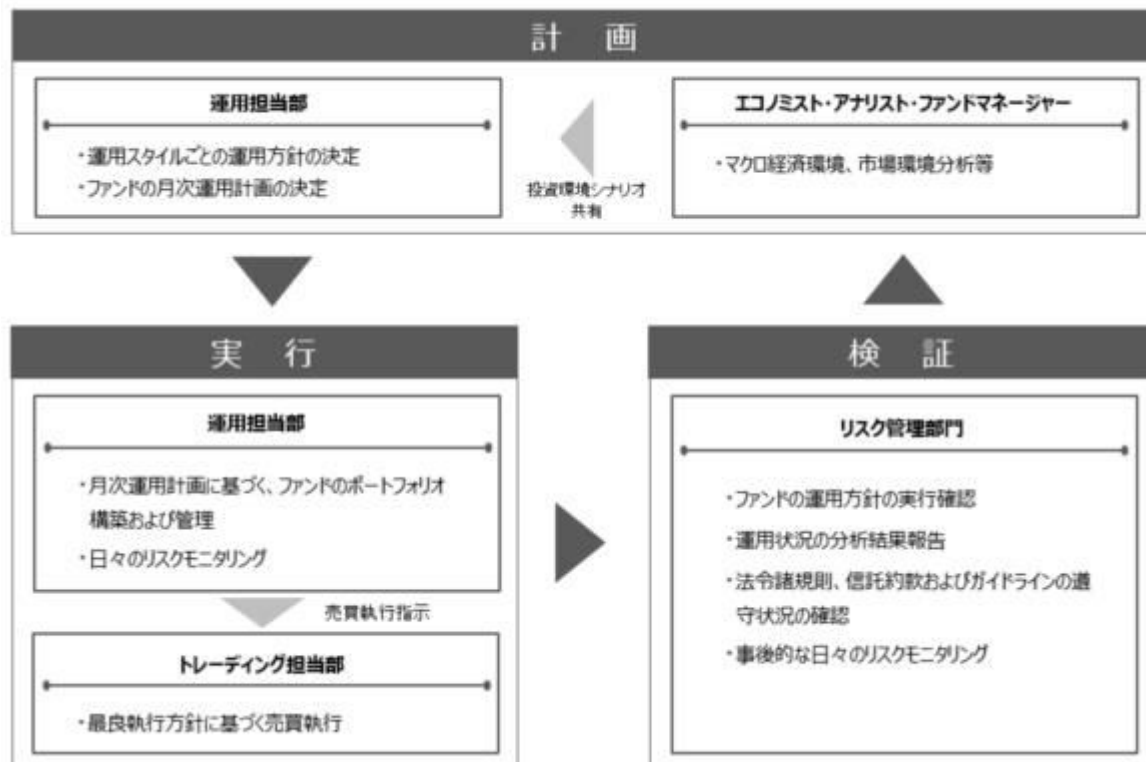 計 画
運用担当部
・運用スタイルごとの運用方針の決定
・ファンドの月次運用計画の決定
投資環境シナリオ
共有
エコノミスト・アナリスト・ファンドマネージャー
・マクロ経済環境、市場環境分析等
実 行
運用担当部
・月次運用計画に基づく、ファンドのポートフォリオ
構築および管理
・日々のリスクモニタリング
売買執行指示
トレーディング担当部
・最良執行方針に基づく売買執行
検 証
リスク管理部門
・ファンドの運用方針の実行確認
・運用状況の分析結果報告
・法令諸規則、信託約款およびガイドラインの遵
守状況の確認
・事後的な日々のリスクモニタリング